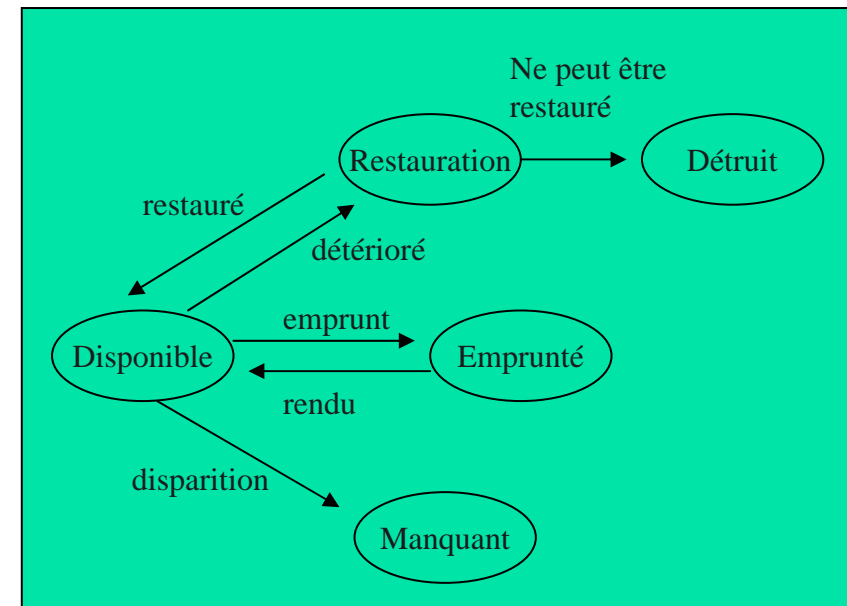 Ne peut être
restauré
Restauration
Détruit
restauré
détérioré
emprunt
Disponible
Emprunté
rendu
disparition
Manquant